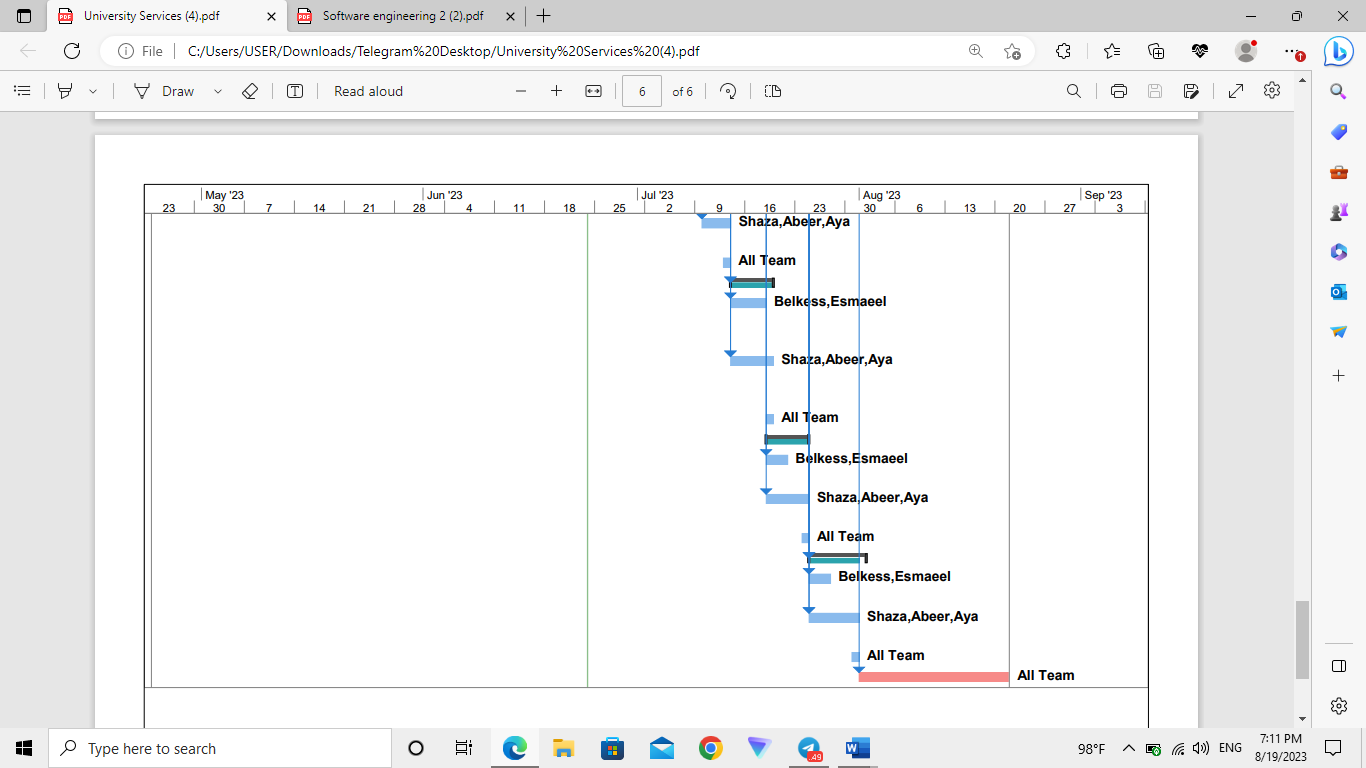 University Services (4).pdf
Software engineering 2 (2).pdf
File
C:/Users/USER/Downloads/Telegram%20Desktop/University%20Services%20(4).pdf
1
Draw
Read aloud
6 of 6
May '23 Jun '23 Jul '23 Aug '23 Sep '23
23 30 7 14 21 28 4 11 18 25 2 9 16 23 30 6 13 20 27 3
Shaza,Abeer,Aya
All Team
Belkess,Esmaeel
Shaza,Abeer,Aya
All Team
Belkess,Esmaeel
Shaza,Abeer,Aya
All Team
Belkess,Esmaeel
Shaza,Abeer,Aya
All Team
All Team
Type here to search
.49
98°F
ENG
7:11 PM
8/19/2023